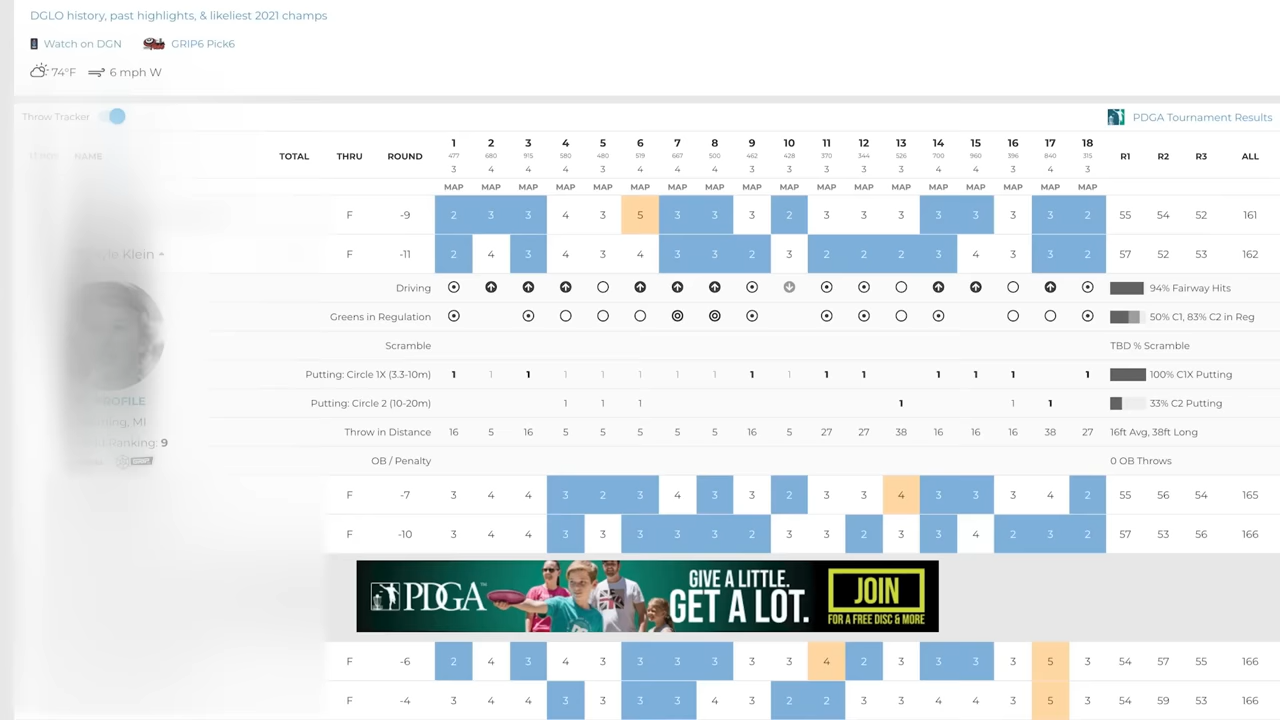 DGLO history, past highlights, & likeliest 2021 champs
Watch on DGN GRIP6 Pick6
74°F 6 mph W
Throw Tracker PDGA Tournament Results
NAME TOTAL THRU ROUND 1 2 3 4 5 6 7 8 9 10 11 12 13 14 15 16 17 18 R1 R2 R3 ALL
477 680 915 580 480 519 667 500 462 428 370 344 526 700 960 396 840 315
3 4 4 4 3 4 4 4 3 3 3 3 3 4 4 3 4 3
MAP MAP MAP MAP MAP MAP MAP MAP MAP MAP MAP MAP MAP MAP MAP MAP MAP MAP
F -9 2 3 3 4 3 5 3 3 3 2 3 3 3 3 3 3 3 2 55 54 52 161
Klein F -11 2 4 3 4 3 4 3 3 2 3 2 2 2 3 4 3 3 2 57 52 53 162
Driving 94% Fairway Hits
Greens in Regulation 50% C1, 83% C2 in Reg
Scramble TBD % Scramble
Putting: Circle 1X (3.3-10m) 1 1 1 1 1 1 1 1 1 1 1 1 1 1 1 1 100% C1X Putting
Putting: Circle 2 (10-20m) 1 1 1 1 1 1 33% C2 Putting
Throw in Distance 16 5 16 5 5 5 5 5 16 5 27 27 38 16 16 16 38 27 16ft Avg, 38ft Long
OB / Penalty 0 OB Throws
PROFILE
MI
Ranking: 9
F -7 3 4 4 3 2 3 4 3 3 2 3 3 4 3 3 3 4 2 55 56 54 165
F -10 3 4 4 3 3 3 3 3 2 3 3 2 3 3 4 2 3 2 57 53 56 166
PDGA™ GIVE A LITTLE. GET A LOT. JOIN FOR A FREE DISC & MORE
F -6 2 4 3 4 3 3 3 3 3 3 4 2 3 3 3 3 5 3 54 57 55 166
F -4 3 4 4 3 3 3 3 4 3 2 2 3 3 4 4 3 5 3 54 59 53 166